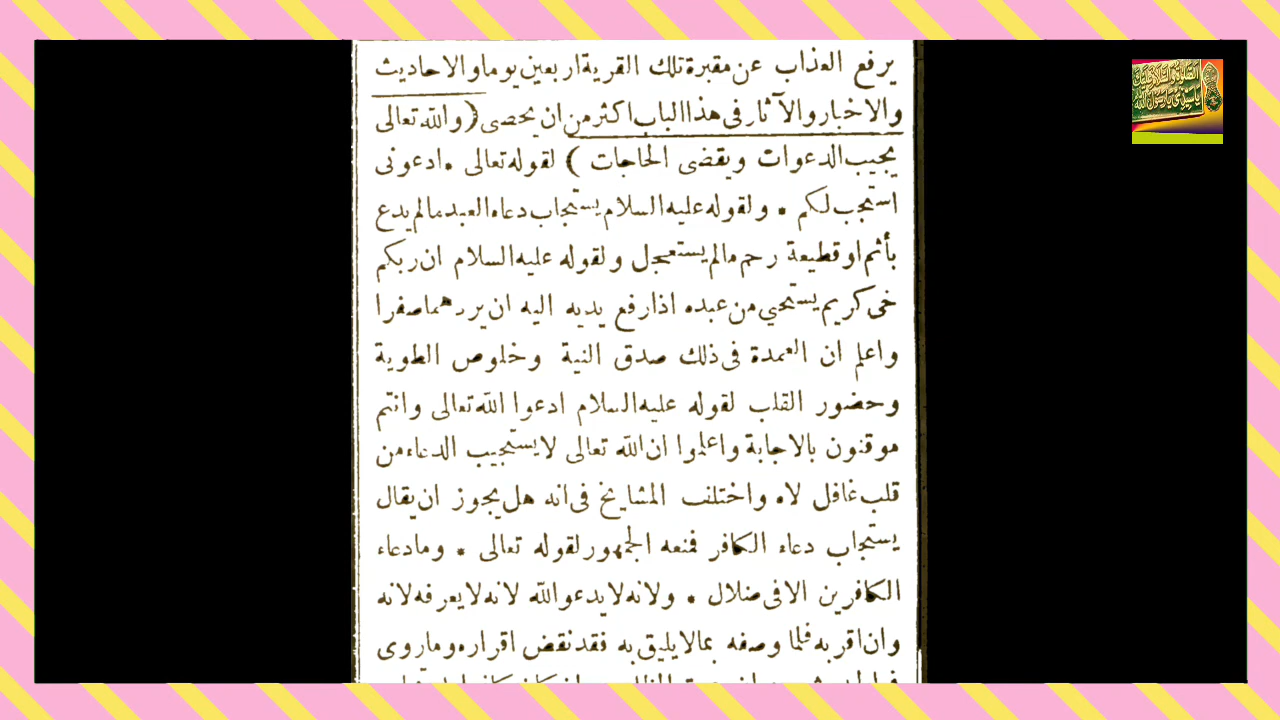 يرفع العذاب عن مقبرة تلك القرية اربعين يوما والاحاديث
والاخبار والآثار فى هذا الباب اكثر من ان يحصى (والله تعالى
يجيب الدعوات ويقضى الحاجات) لقوله تعالى * ادعونى
استجب لكم * ولقوله عليه السلام يستجاب دعاء العبد مالم يدع
بأثم او قطيعة رحم مالم يستعجل ولقوله عليه السلام ان ربكم
حى كريم يستحيي من عبده اذا رفع يديه اليه ان يردهما صفرا
واعلم ان العمدة فى ذلك صدق النية وخلوص الطوية
وحضور القلب لقوله عليه السلام ادعوا الله تعالى وانتم
موقنون بالاجابة واعلموا ان الله تعالى لا يستجيب الدعاء من
قلب غافل لاه واختلف المشايخ فى انه هل يجوز ان يقال
يستجاب دعاء الكافر فمنعه الجمهور لقوله تعالى * وما دعاء
الكافرين الا فى ضلال * ولانه لا يدعو الله لانه لا يعرفه لانه
وان اقر به فلما وصفه بما لا يليق به فقد نقض اقراره وما روى